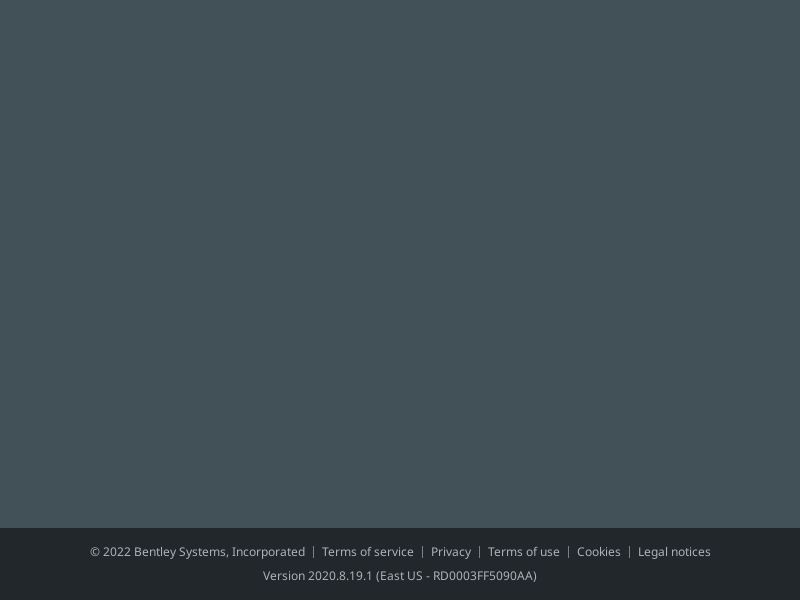 © 2022 Bentley Systems, Incorporated | Terms of service | Privacy | Terms of use | Cookies | Legal notices
Version 2020.8.19.1 (East US - RD0003FF5090AA)